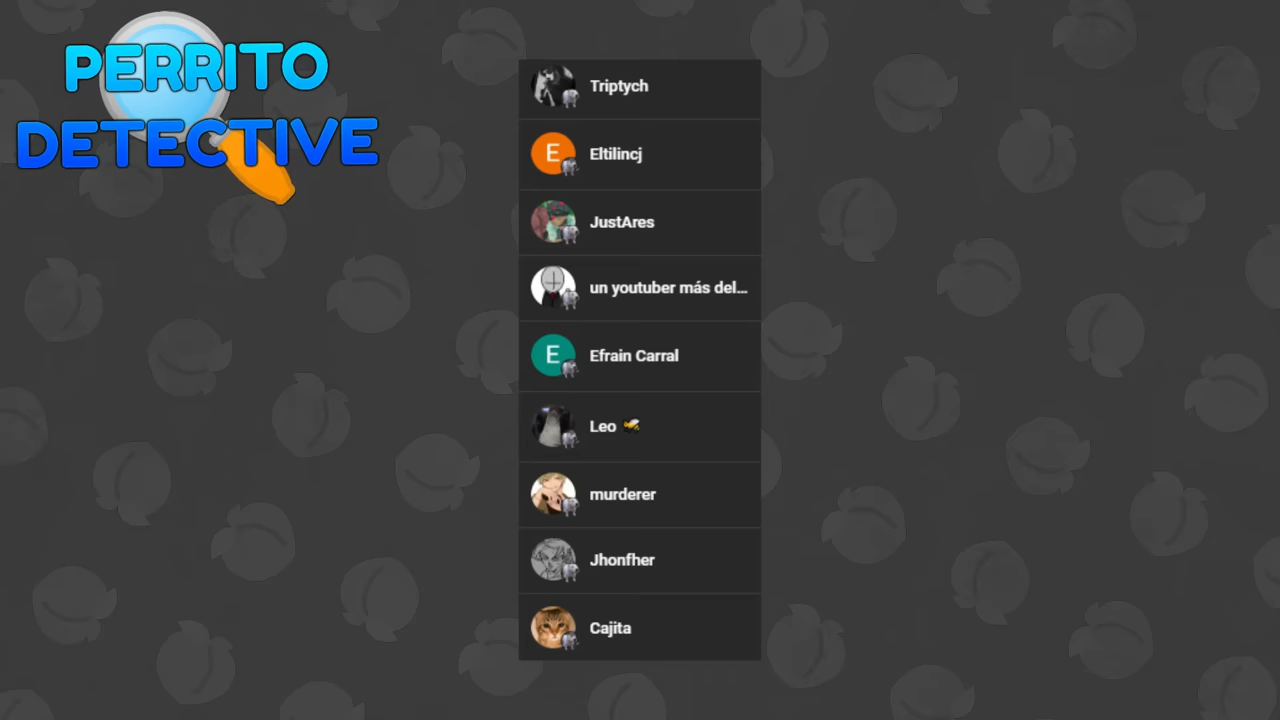 PERRITO
DETECTIVE
Triptych
E
Eltilincj
JustAres
un youtuber más del...
E
Efrain Carral
Leo
murderer
Jhonfher
Cajita